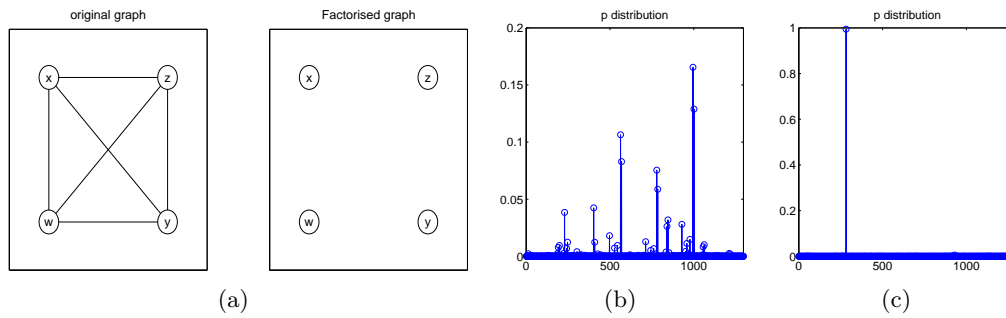 original graph
x
z
w
y
Factorised graph
x
z
w
y
(a)
p distribution
0.2
0.15
0.1
0.05
0
0
500
1000
(b)
p distribution
1
0.8
0.6
0.4
0.2
0
0
500
1000
(c)